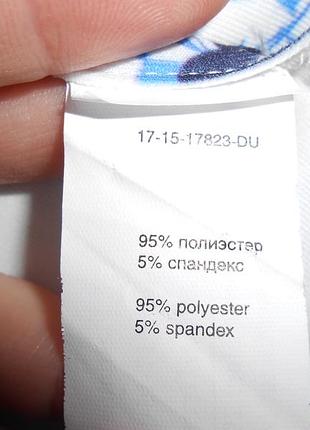 17-15-17823-DU
95% полиэстер
5% спандекс
95% polyester
5% spandex